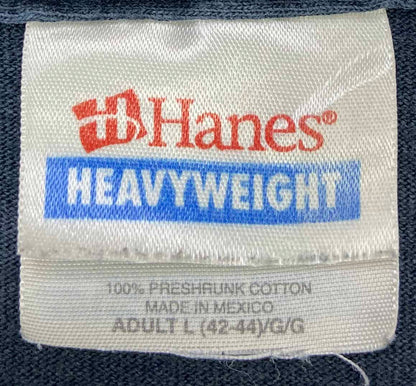 Hanes®
HEAVYWEIGHT
100% PRESHRUNK COTTON
MADE IN MEXICO
ADULT L (42-44)/G/G